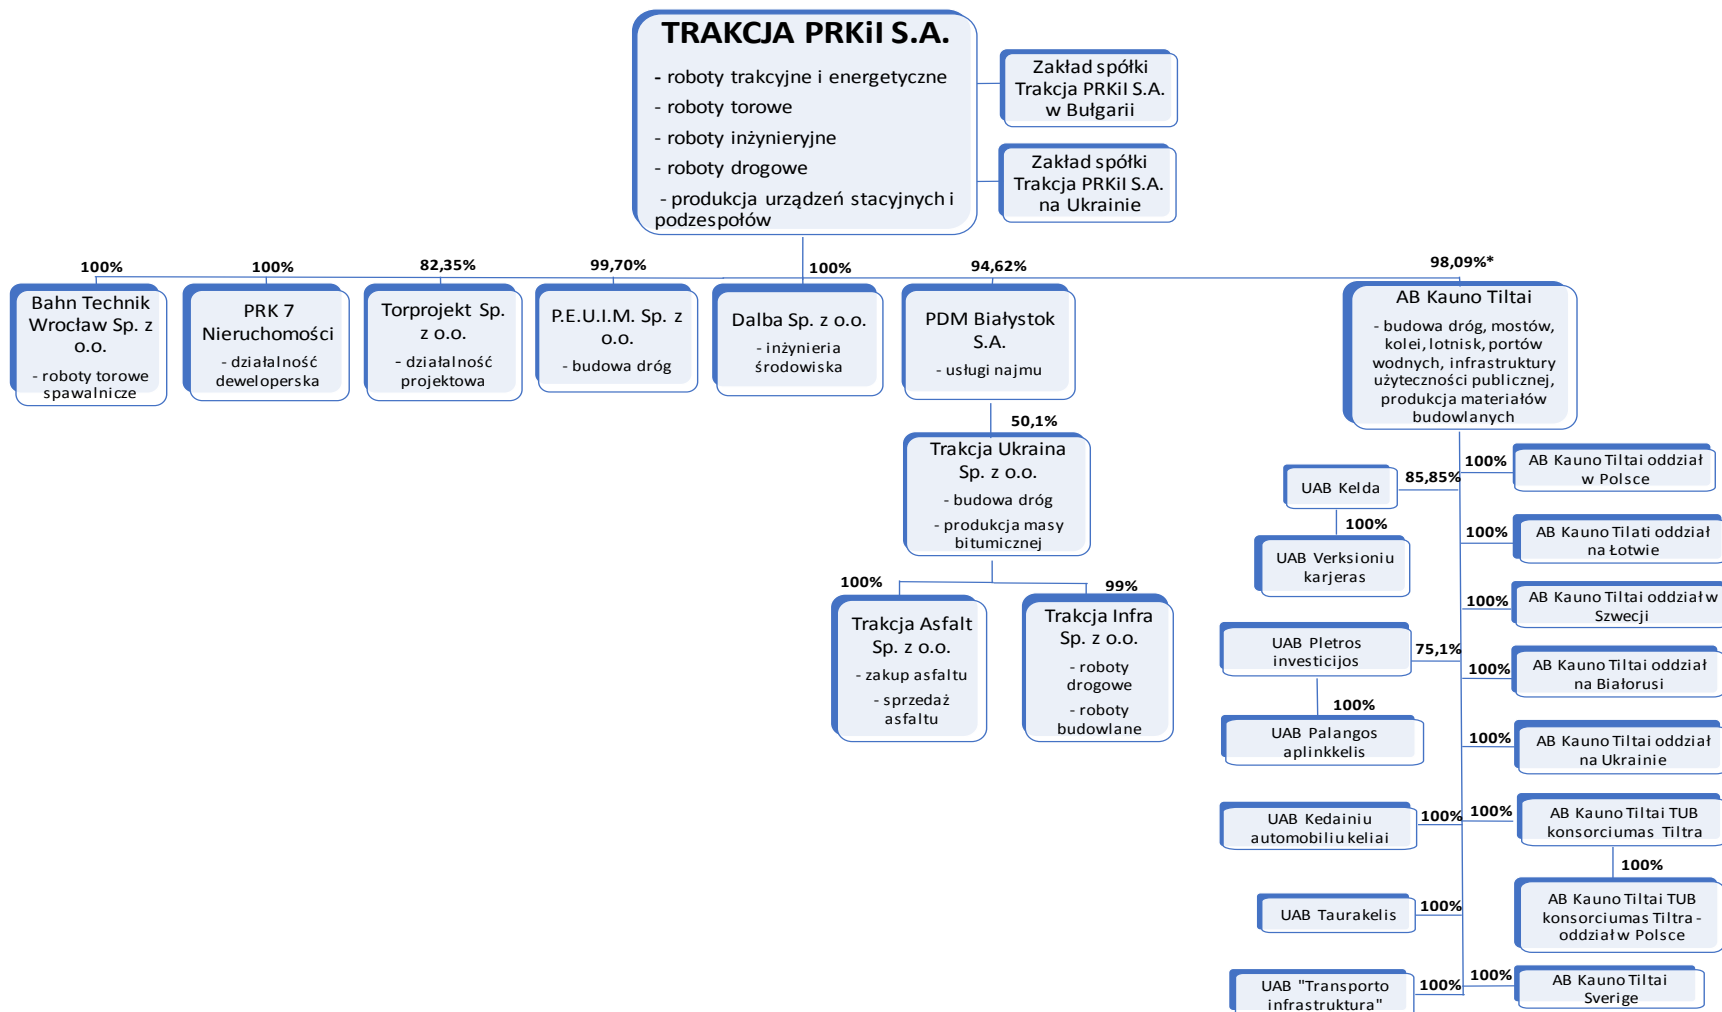 TRAKCJA PRKiI S.A.
- roboty trakcyjne i energetyczne
- roboty torowe
- roboty inżynieryjne
- roboty drogowe
- produkcja urządzeń stacyjnych i
podzespołów
Zakład spółki
Trakcja PRKiI S.A.
w Bułgarii
Zakład spółki
Trakcja PRKiI S.A.
na Ukrainie
100%
Bahn Technik
Wrocław Sp. z
o.o.
- roboty torowe
spawalnicze
100%
PRK 7
Nieruchomości
- działalność
deweloperska
82,35%
Torprojekt Sp.
z o.o.
- działalność
projektowa
99,70%
P.E.U.I.M. Sp. z
o.o.
- budowa dróg
100%
Dalba Sp. z o.o.
- inżynieria
środowiska
94,62%
PDM Białystok
S.A.
- usługi najmu
50,1%
Trakcja Ukraina
Sp. z o.o.
- budowa dróg
- produkcja masy
bitumicznej
100%
Trakcja Asfalt
Sp. z o.o.
- zakup asfaltu
- sprzedaż
asfaltu
99%
Trakcja Infra
Sp. z o.o.
- roboty
drogowe
- roboty
budowlane
98,09%*
AB Kauno Tiltai
- budowa dróg, mostów,
kolei, lotnisk, portów
wodnych, infrastruktury
użyteczności publicznej,
produkcja materiałów
budowlanych
85,85%
UAB Kelda
100%
UAB Verksioniu
karjeras
75,1%
UAB Pletros
investicijos
100%
UAB Palangos
aplinkkelis
100%
UAB Kedainiu
automobiliu keliai
100%
UAB Taurakelis
100%
UAB "Transporto
infrastruktura"
100%
AB Kauno Tiltai oddział
w Polsce
100%
AB Kauno Tilati oddział
na Łotwie
100%
AB Kauno Tiltai oddział w
Szwecji
100%
AB Kauno Tiltai oddział
na Białorusi
100%
AB Kauno Tiltai oddział
na Ukrainie
100%
AB Kauno Tiltai TUB
konsorciumas Tiltra
100%
AB Kauno Tiltai TUB
konsorciumas Tiltra -
oddział w Polsce
100%
AB Kauno Tiltai
Sverige